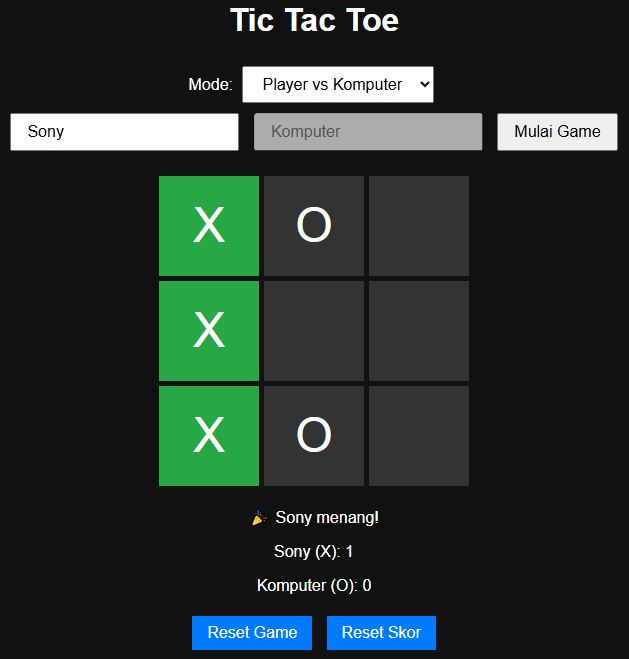 Tic Tac Toe
Mode: Player vs Komputer
Sony Komputer Mulai Game
X O
X
X O
🎉 Sony menang!
Sony (X): 1
Komputer (O): 0
Reset Game Reset Skor